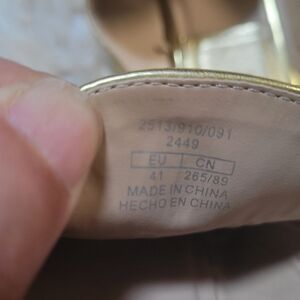 2513/910/091
2449
EU CN
41 265/89
MADE IN CHINA
HECHO EN CHINA